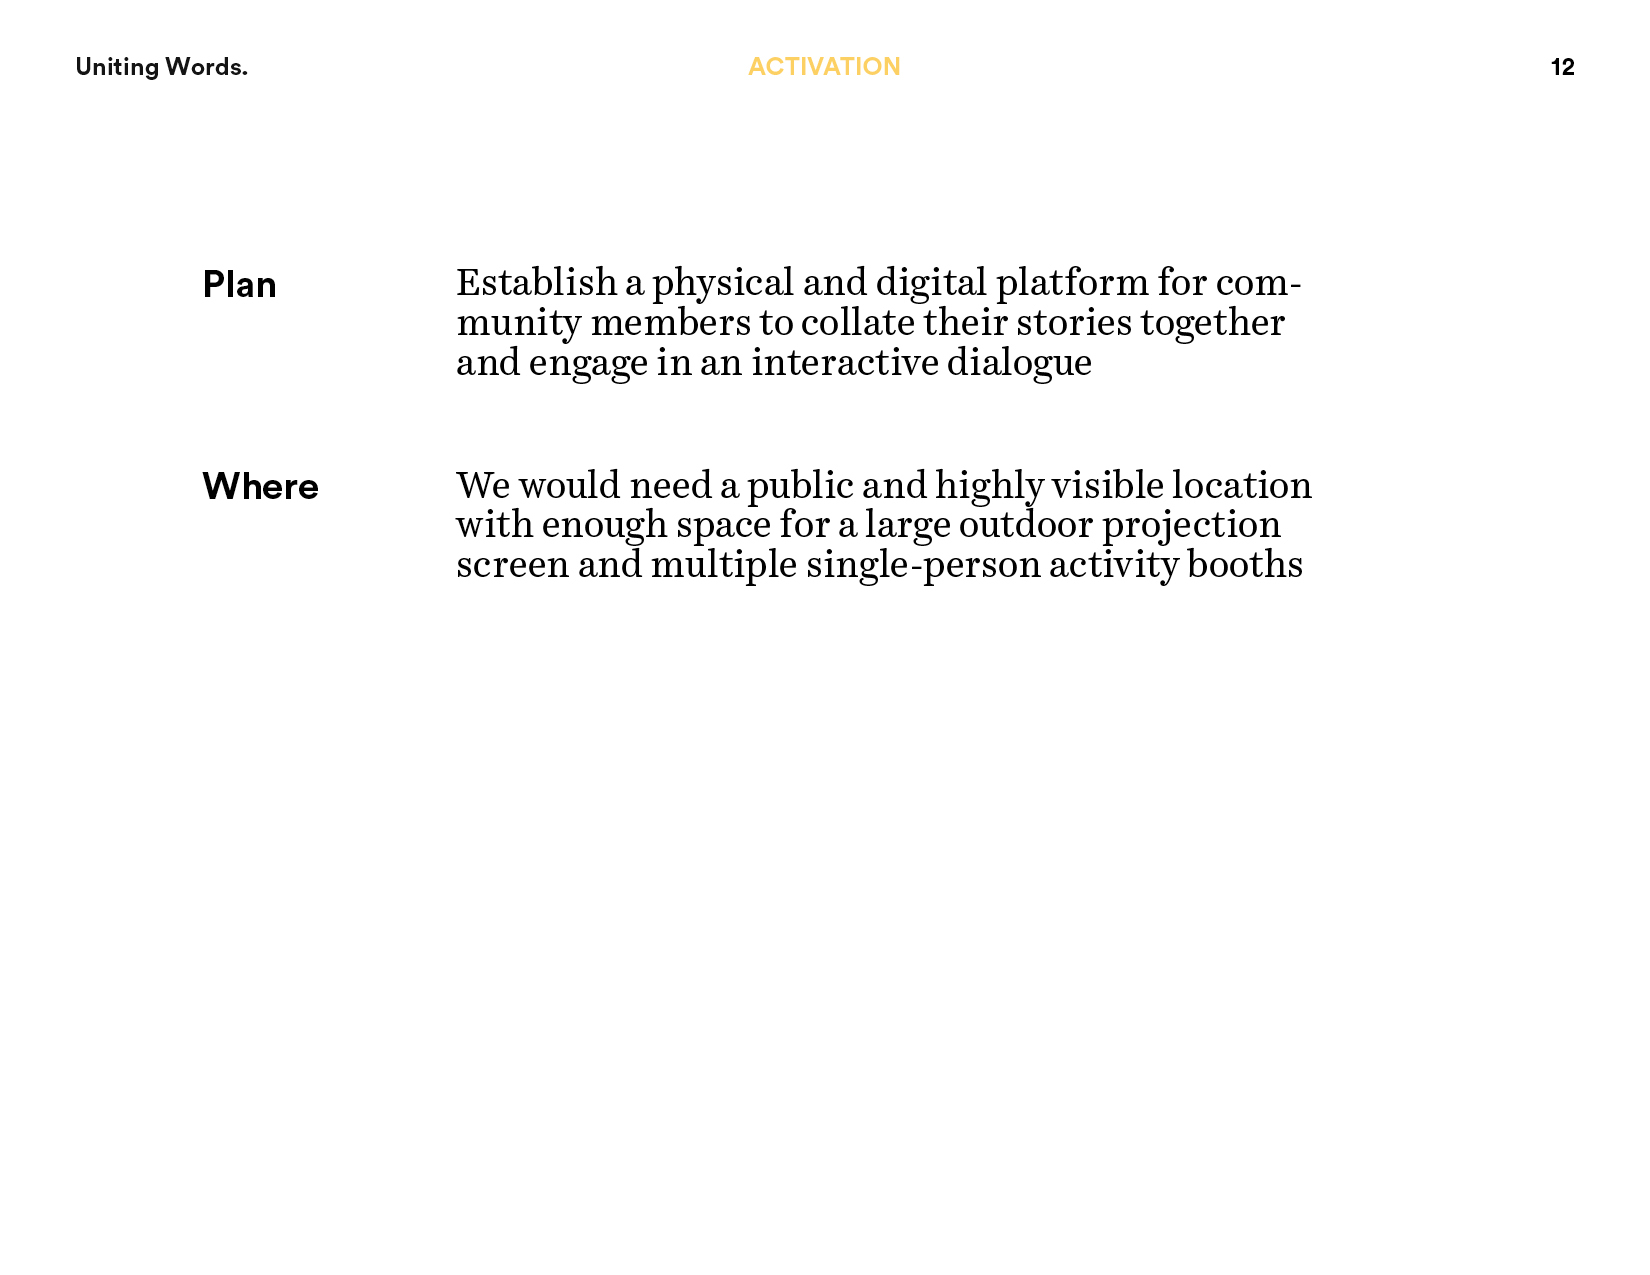 Uniting Words.
ACTIVATION
12
Plan
Establish a physical and digital platform for com-
munity members to collate their stories together
and engage in an interactive dialogue
Where
We would need a public and highly visible location
with enough space for a large outdoor projection
screen and multiple single-person activity booths